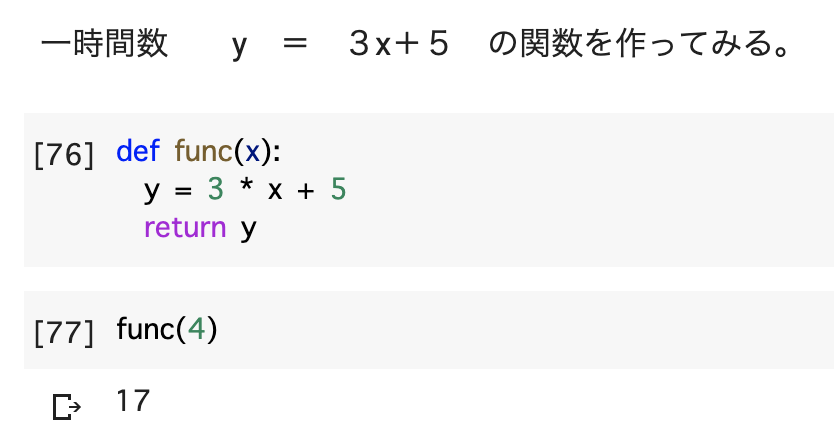 一時間数　　y　＝　３x＋５　の関数を作ってみる。
[76] def func(x):
  y = 3 * x + 5
  return y
[77] func(4)
17